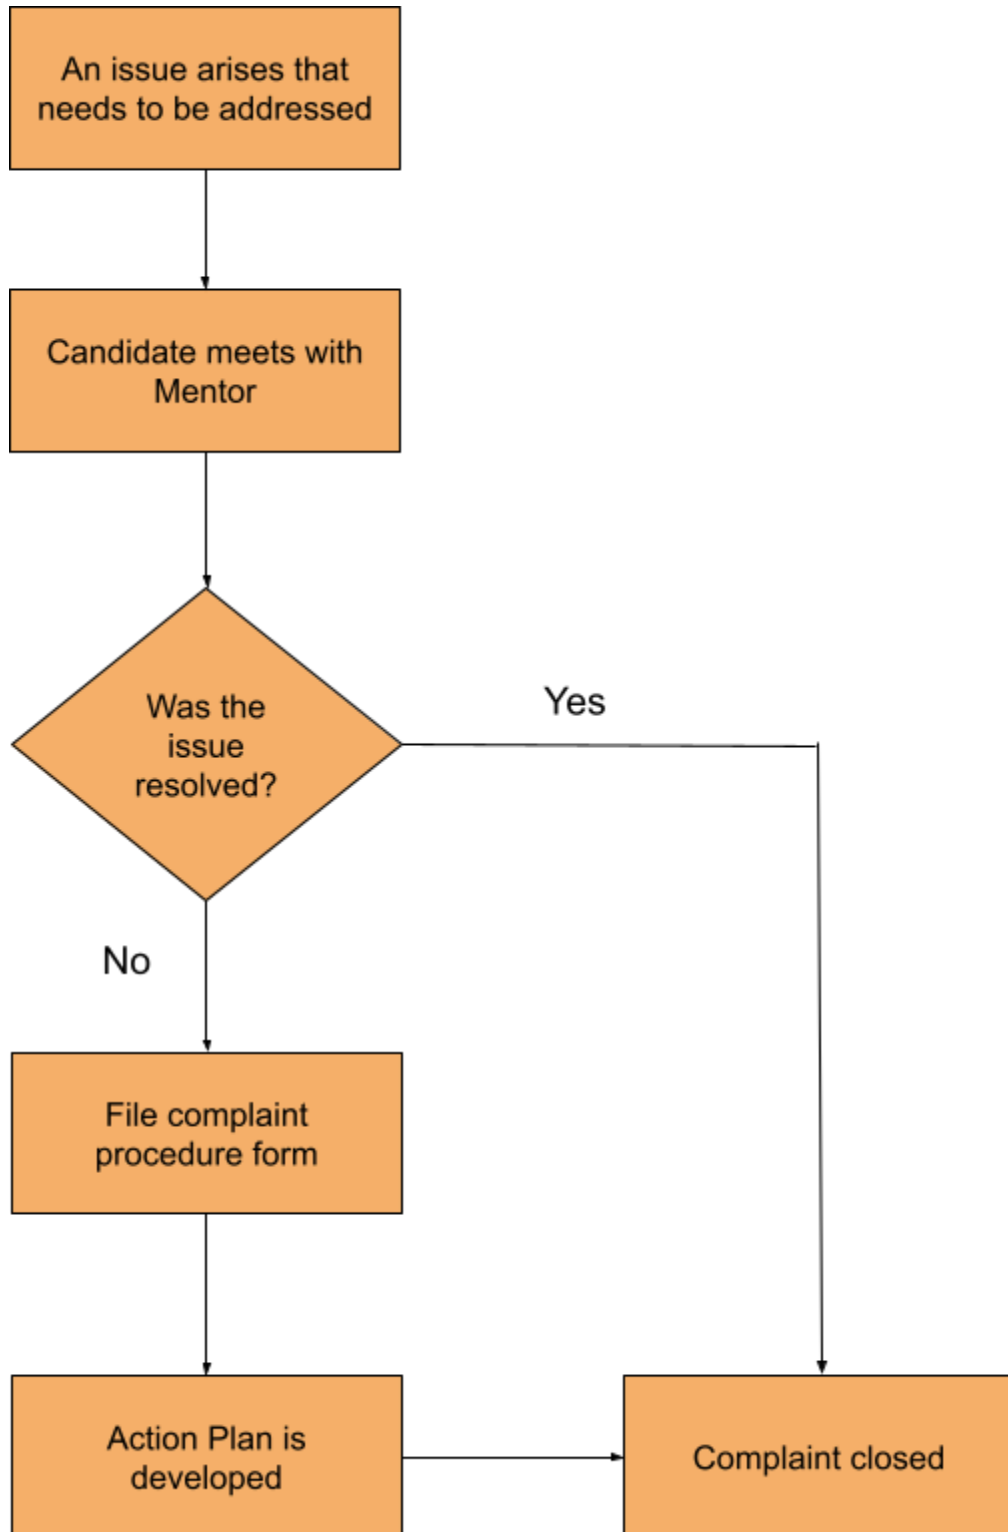 An issue arises that
needs to be addressed
Candidate meets with
Mentor
Was the
issue
resolved?
Yes
No
File complaint
procedure form
Action Plan is
developed
Complaint closed